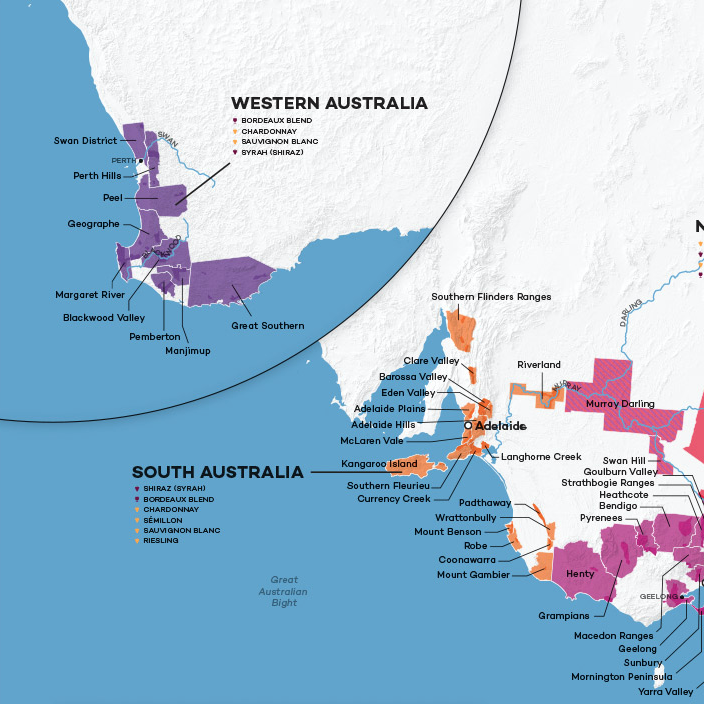 WESTERN AUSTRALIA
BORDEAUX BLEND
CHARDONNAY
SAUVIGNON BLANC
SYRAH (SHIRAZ)
Swan District
SWAN
PERTH
Perth Hills
Peel
Geographe
BLACKWOOD
Margaret River
Blackwood Valley
Pemberton
Manjimup
Great Southern
N
DARLING
Southern Flinders Ranges
Clare Valley
Riverland
Barossa Valley
MURRAY
Eden Valley
Murray Darling
Adelaide Plains
Adelaide Hills
Adelaide
McLaren Vale
Langhorne Creek
Kangaroo Island
Swan Hill
Goulburn Valley
SOUTH AUSTRALIA
SHIRAZ (SYRAH)
BORDEAUX BLEND
CHARDONNAY
SÉMILLON
SAUVIGNON BLANC
RIESLING
Southern Fleurieu
Strathbogie Ranges
Currency Creek
Heathcote
Padthaway
Bendigo
Wrattonbully
Pyrenees
Mount Benson
Robe
Coonawarra
Mount Gambier
Henty
Great
Australian
Bight
GEELONG
Grampians
Macedon Ranges
Geelong
Sunbury
Mornington Peninsula
Yarra Valley